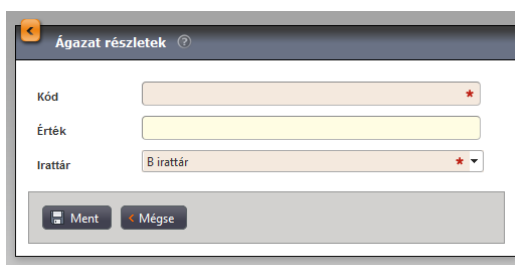 Ágazat részletek ?
Kód *
Érték
Irattár B irattár *
Ment < Mégse